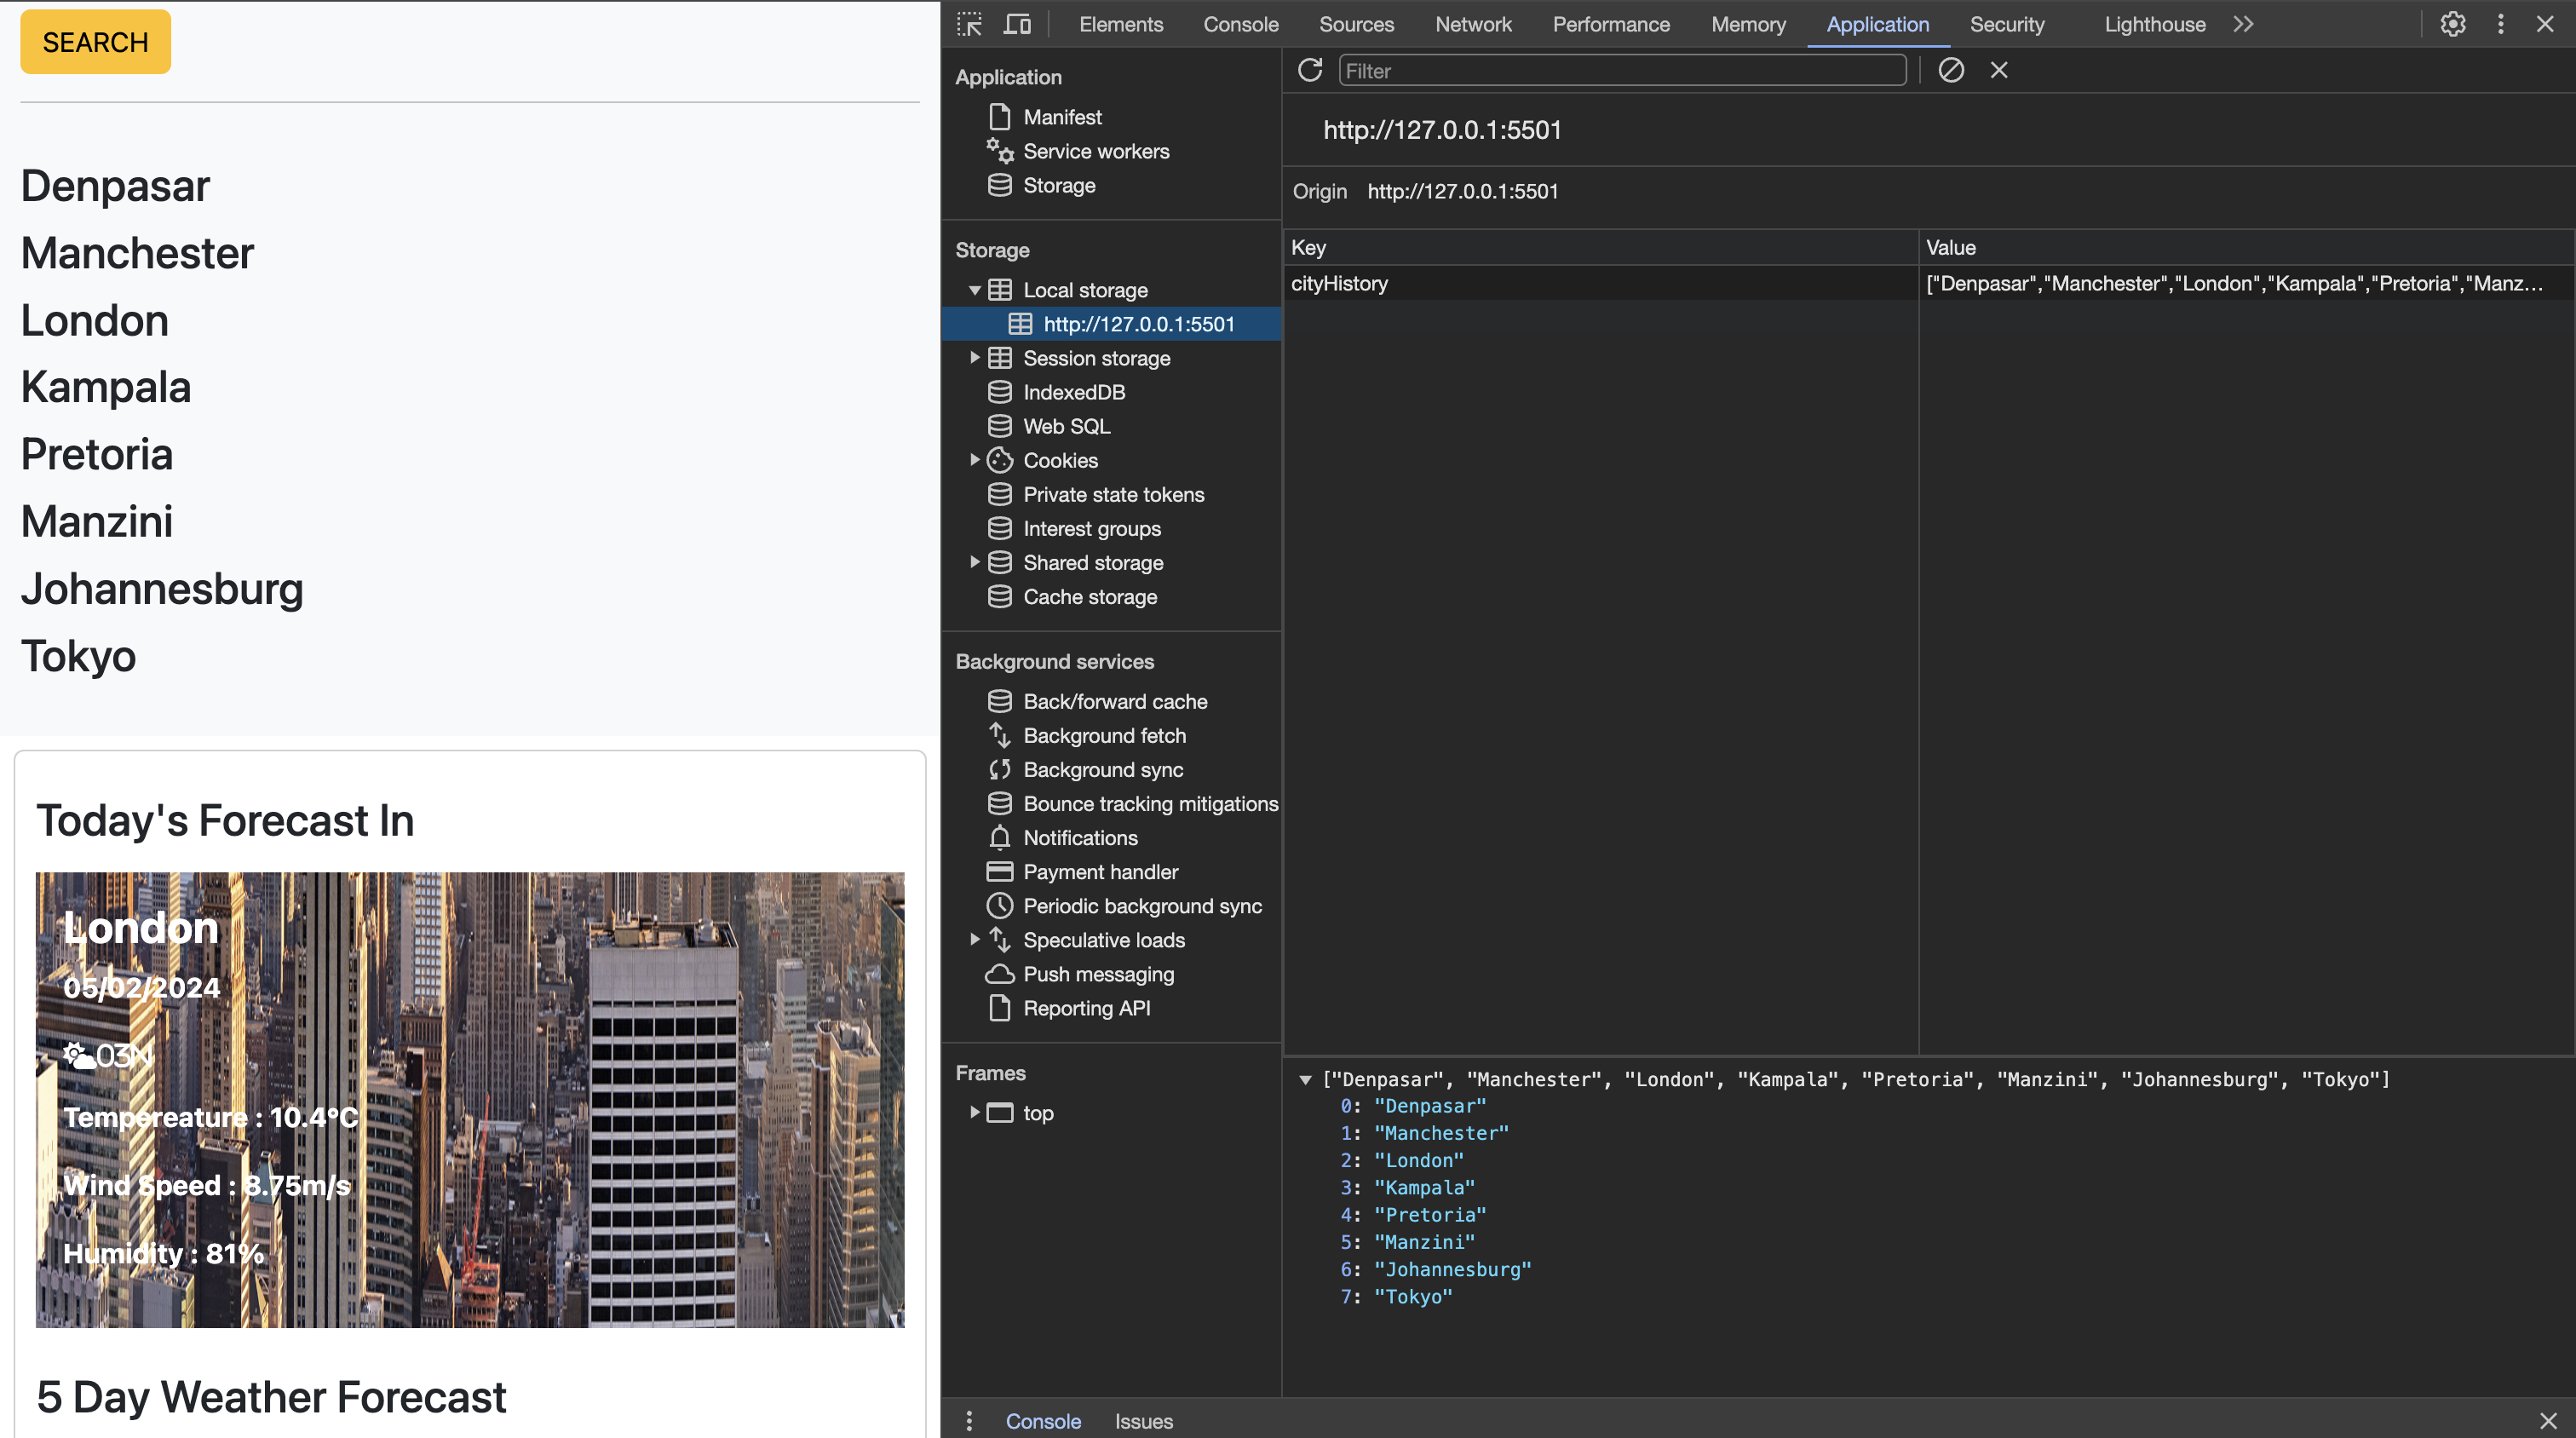 SEARCH
Denpasar
Manchester
London
Kampala
Pretoria
Manzini
Johannesburg
Tokyo
Today's Forecast In
London
05/02/2024
03N
Tempereature : 10.4°C
Wind Speed : 8.75m/s
Humidity : 81%
5 Day Weather Forecast
Elements Console Sources Network Performance Memory Application Security Lighthouse
Application
Manifest
Service workers
Storage
Storage
Local storage
http://127.0.0.1:5501
Session storage
IndexedDB
Web SQL
Cookies
Private state tokens
Interest groups
Shared storage
Cache storage
Background services
Back/forward cache
Background fetch
Background sync
Bounce tracking mitigations
Notifications
Payment handler
Periodic background sync
Speculative loads
Push messaging
Reporting API
Frames
top
Filter
http://127.0.0.1:5501
Origin http://127.0.0.1:5501
Key Value
cityHistory ["Denpasar","Manchester","London","Kampala","Pretoria","Manz…
["Denpasar", "Manchester", "London", "Kampala", "Pretoria", "Manzini", "Johannesburg", "Tokyo"]
0: "Denpasar"
1: "Manchester"
2: "London"
3: "Kampala"
4: "Pretoria"
5: "Manzini"
6: "Johannesburg"
7: "Tokyo"
Console Issues